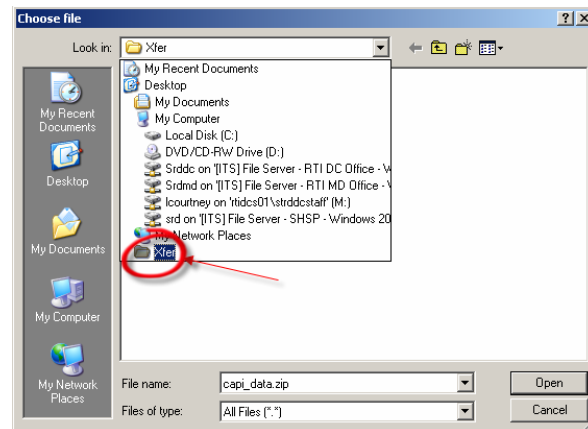 Choose file
Look in: Xfer
My Recent Documents
Desktop
My Documents
My Computer
Local Disk (C:)
DVD/CD-RW Drive (D:)
Srddc on '[ITS] File Server - RTI DC Office - W
Srdmd on '[ITS] File Server - RTI MD Office - \
lcourtney on 'rtidcs01\strddcstaff' (M:)
srd on '[ITS] File Server - SHSP - Windows 20
My Network Places
Xfer
My Recent
Documents
Desktop
My Documents
My Computer
My Network
Places
File name: capi_data.zip Open
Files of type: All Files (*.*) Cancel